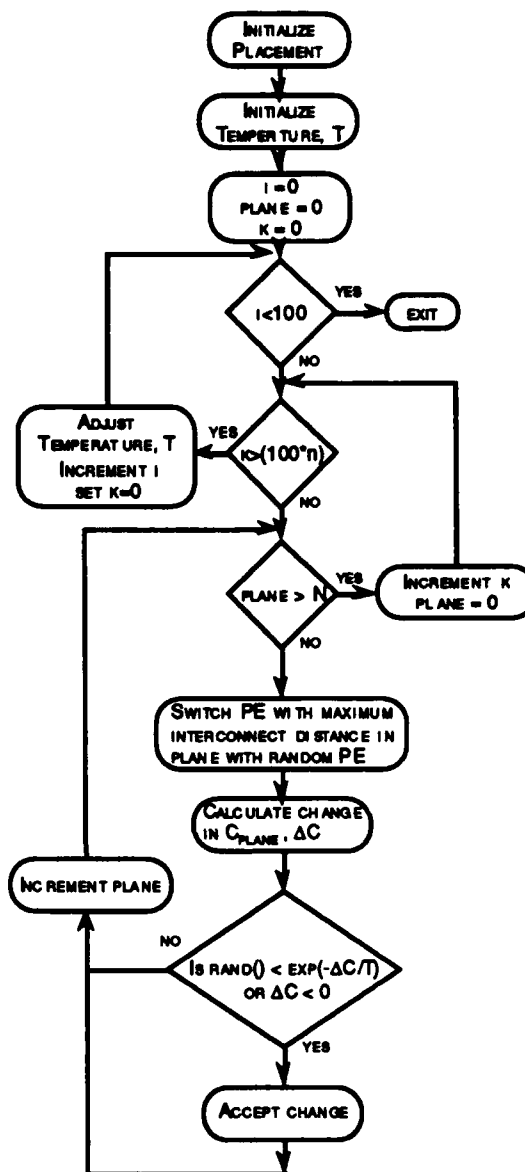 INITIALIZE
PLACEMENT
INITIALIZE
TEMPERTURE, T
I = 0
PLANE = 0
K = 0
I<100
YES
EXIT
NO
ADJUST
TEMPERATURE, T
INCREMENT I
SET K=0
YES
K>(100*n)
NO
PLANE > N
YES
INCREMENT K
PLANE = 0
NO
SWITCH PE WITH MAXIMUM
INTERCONNECT DISTANCE IN
PLANE WITH RANDOM PE
CALCULATE CHANGE
IN C_PLANE, ΔC
INCREMENT PLANE
NO
IS RAND() < EXP(-ΔC/T)
OR ΔC < 0
YES
ACCEPT CHANGE